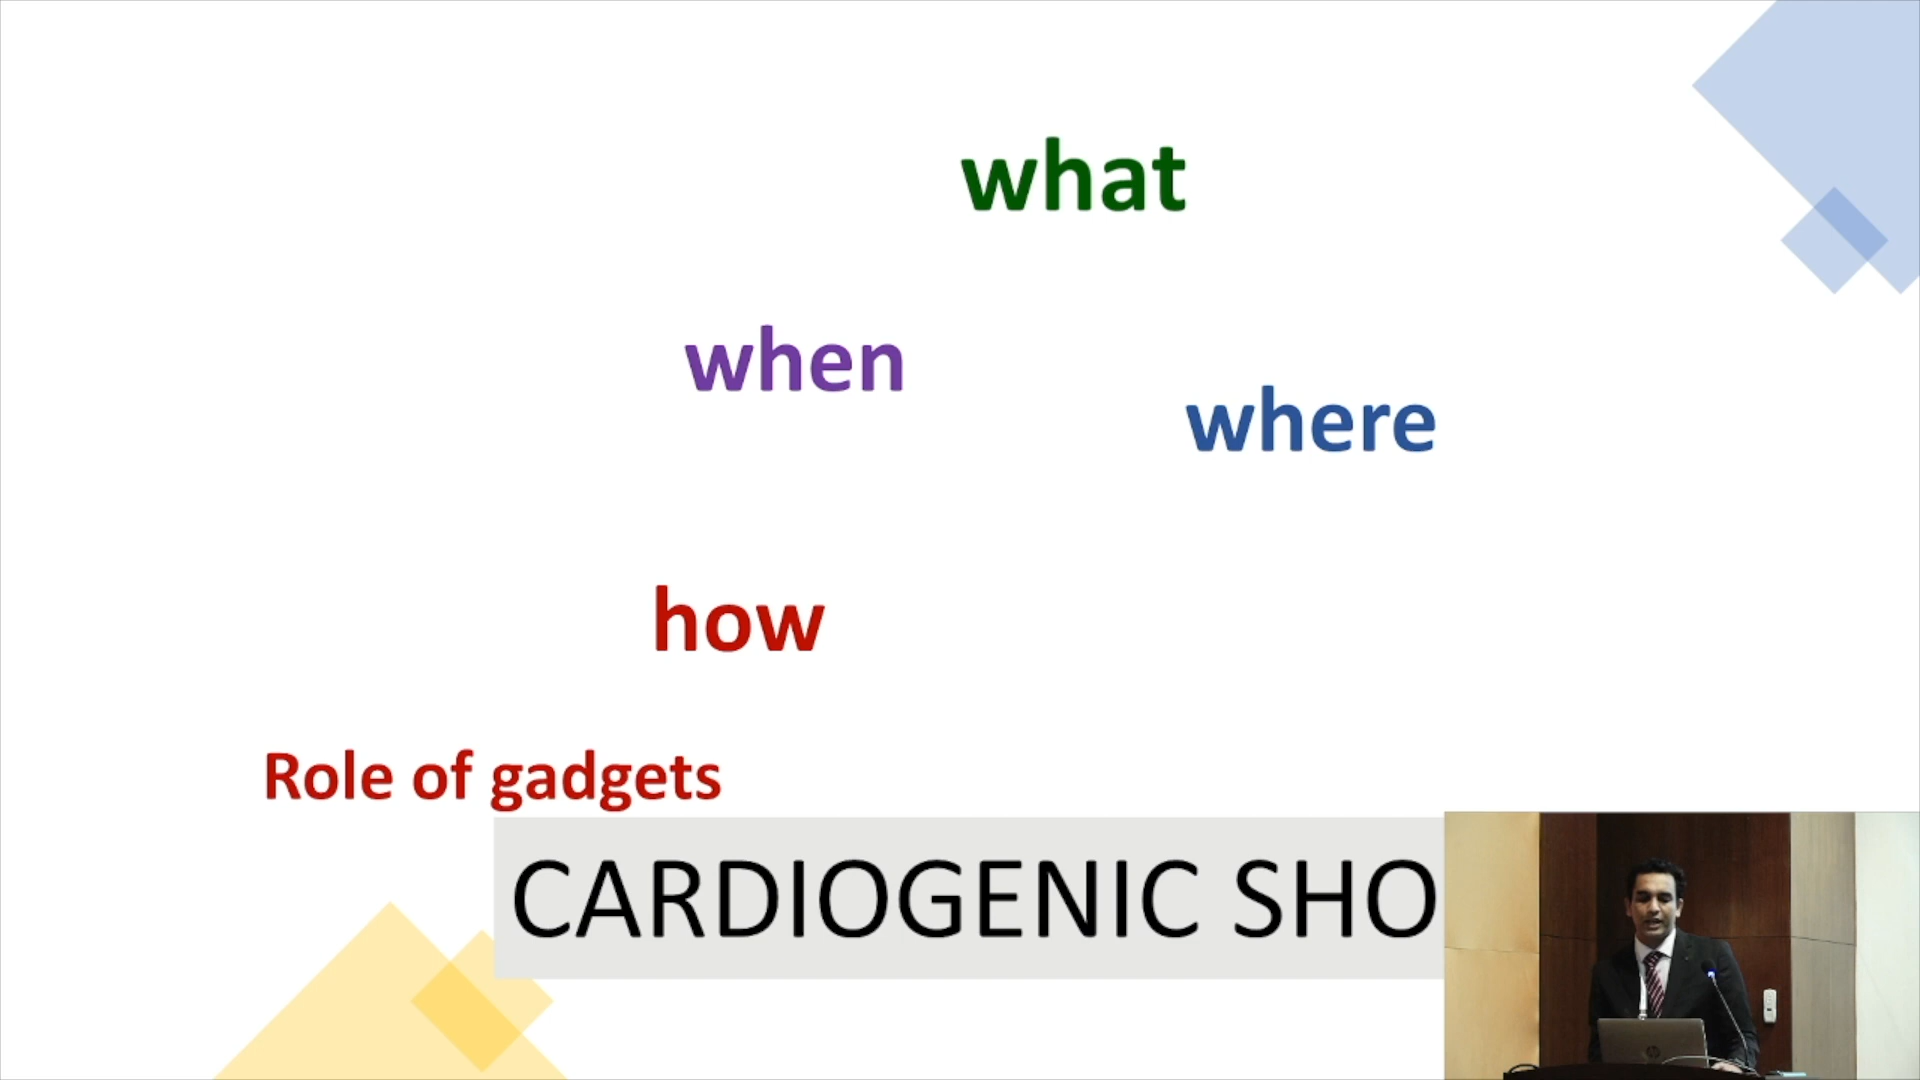 what
when
where
how
Role of gadgets
CARDIOGENIC SHO